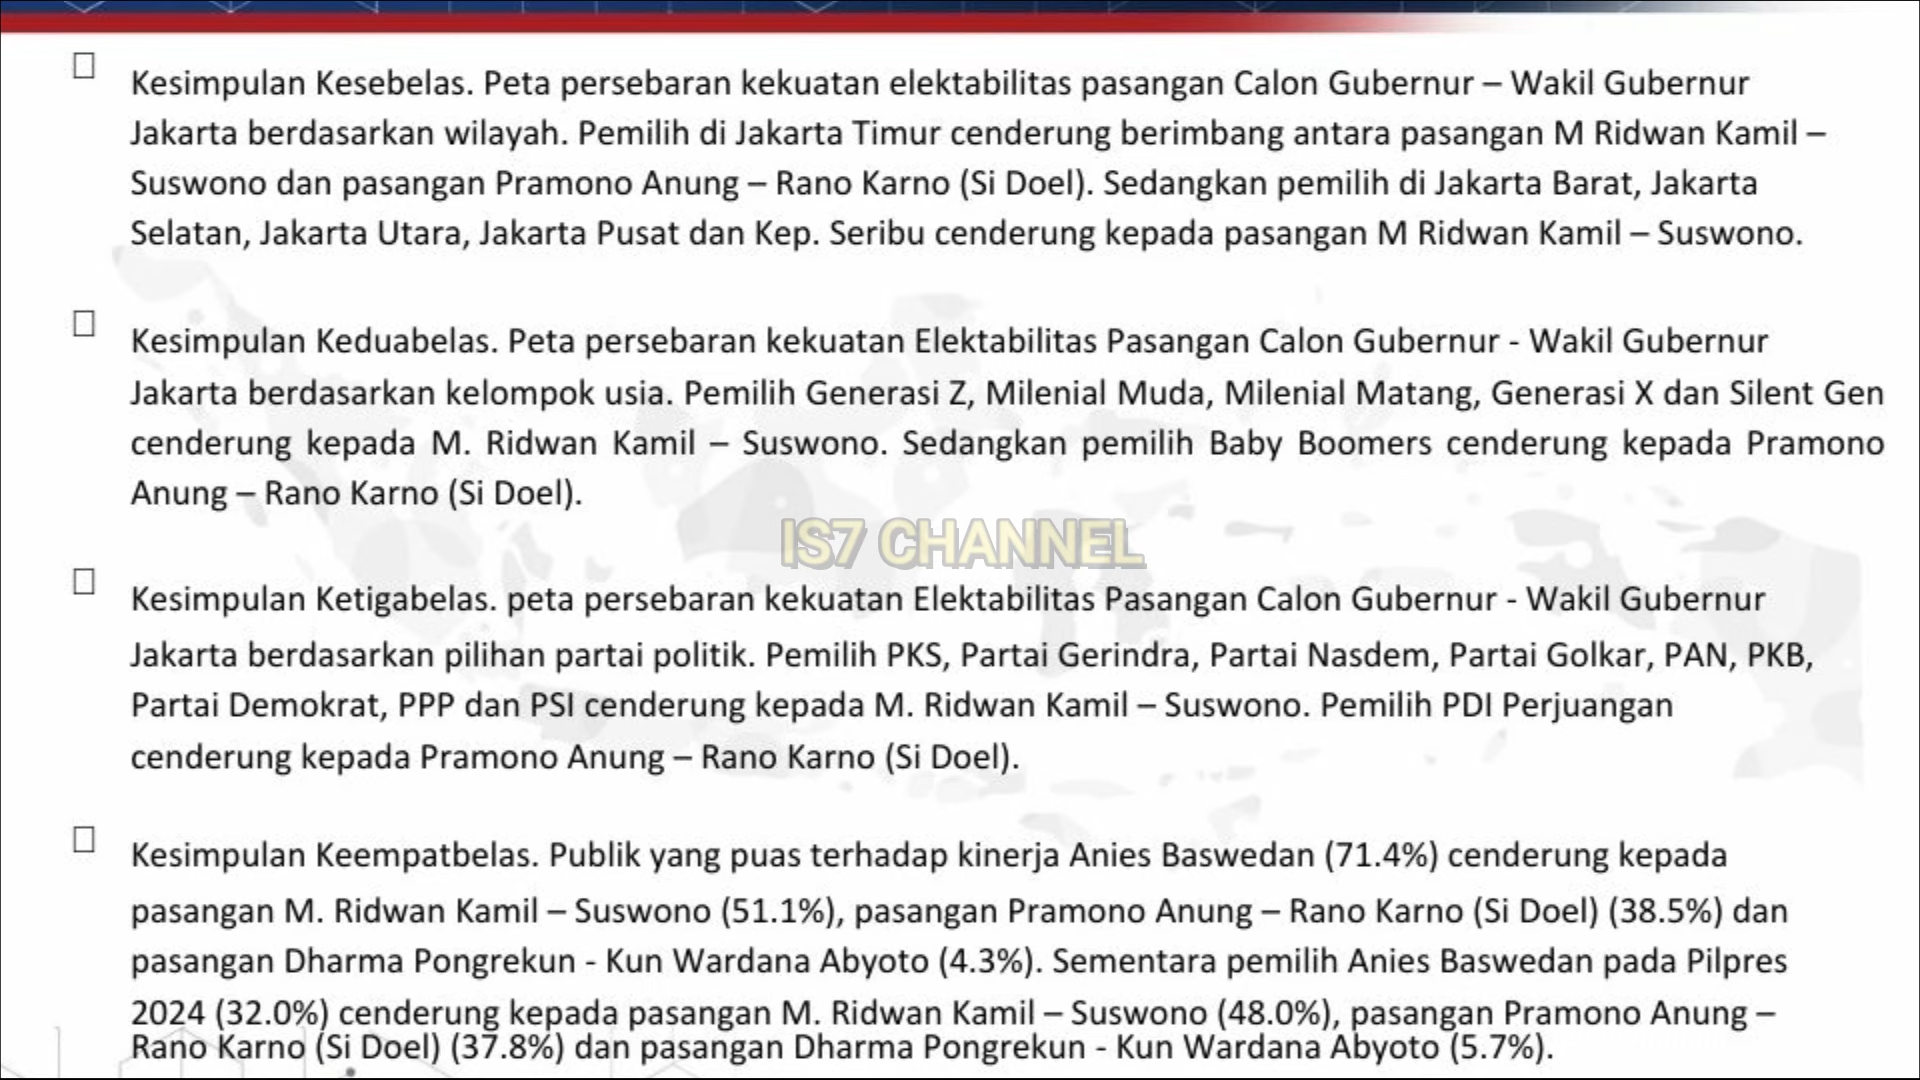 Kesimpulan Kesebelas. Peta persebaran kekuatan elektabilitas pasangan Calon Gubernur – Wakil Gubernur
Jakarta berdasarkan wilayah. Pemilih di Jakarta Timur cenderung berimbang antara pasangan M Ridwan Kamil –
Suswono dan pasangan Pramono Anung – Rano Karno (Si Doel). Sedangkan pemilih di Jakarta Barat, Jakarta
Selatan, Jakarta Utara, Jakarta Pusat dan Kep. Seribu cenderung kepada pasangan M Ridwan Kamil – Suswono.
Kesimpulan Keduabelas. Peta persebaran kekuatan Elektabilitas Pasangan Calon Gubernur - Wakil Gubernur
Jakarta berdasarkan kelompok usia. Pemilih Generasi Z, Milenial Muda, Milenial Matang, Generasi X dan Silent Gen
cenderung kepada M. Ridwan Kamil – Suswono. Sedangkan pemilih Baby Boomers cenderung kepada Pramono
Anung – Rano Karno (Si Doel).
IS7 CHANNEL
Kesimpulan Ketigabelas. peta persebaran kekuatan Elektabilitas Pasangan Calon Gubernur - Wakil Gubernur
Jakarta berdasarkan pilihan partai politik. Pemilih PKS, Partai Gerindra, Partai Nasdem, Partai Golkar, PAN, PKB,
Partai Demokrat, PPP dan PSI cenderung kepada M. Ridwan Kamil – Suswono. Pemilih PDI Perjuangan
cenderung kepada Pramono Anung – Rano Karno (Si Doel).
Kesimpulan Keempatbelas. Publik yang puas terhadap kinerja Anies Baswedan (71.4%) cenderung kepada
pasangan M. Ridwan Kamil – Suswono (51.1%), pasangan Pramono Anung – Rano Karno (Si Doel) (38.5%) dan
pasangan Dharma Pongrekun - Kun Wardana Abyoto (4.3%). Sementara pemilih Anies Baswedan pada Pilpres
2024 (32.0%) cenderung kepada pasangan M. Ridwan Kamil – Suswono (48.0%), pasangan Pramono Anung –
Rano Karno (Si Doel) (37.8%) dan pasangan Dharma Pongrekun - Kun Wardana Abyoto (5.7%).